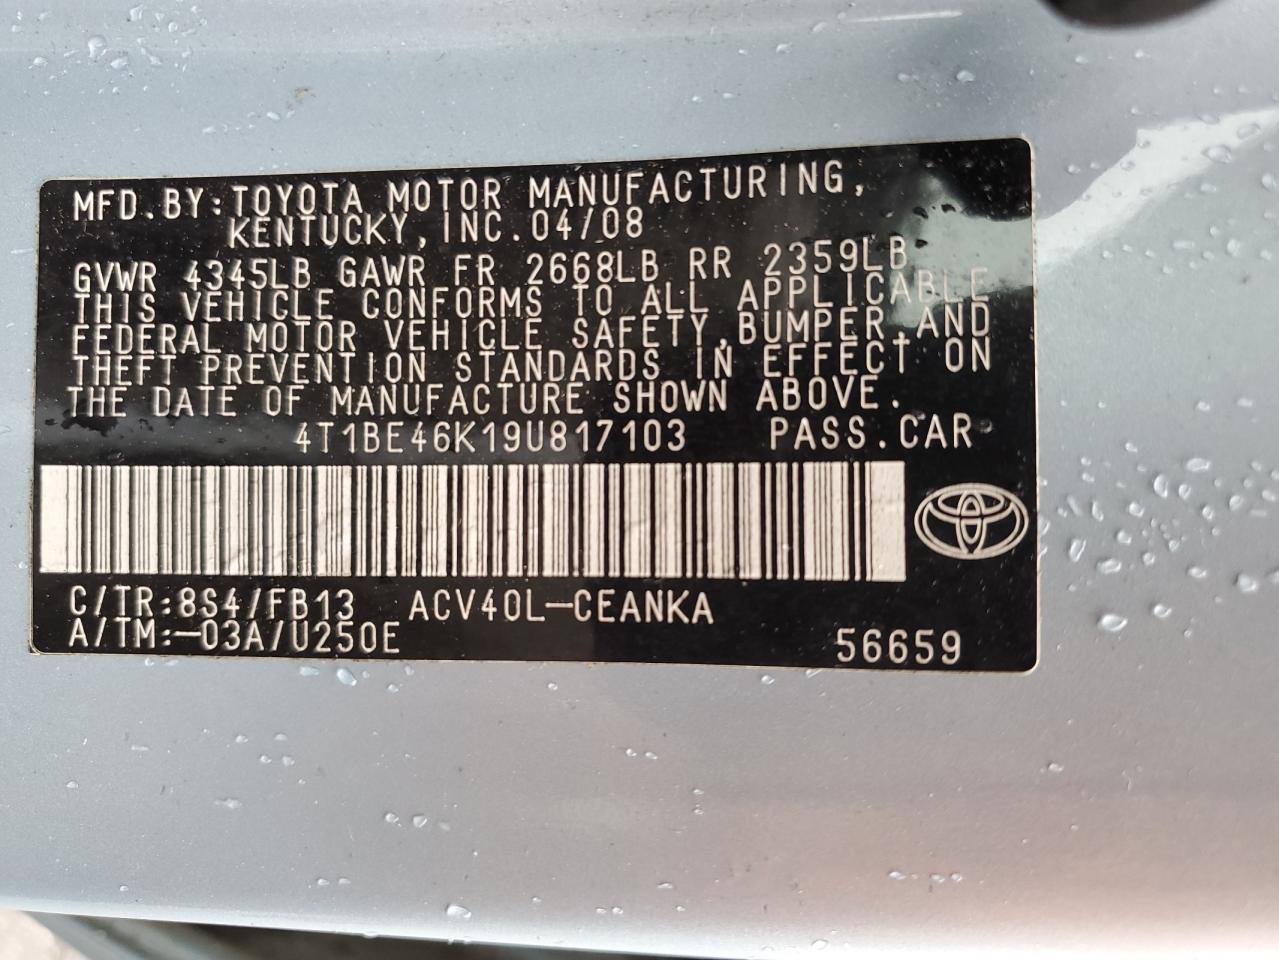 MFD.BY:TOYOTA MOTOR MANUFACTURING,
KENTUCKY,INC.04/08
GVWR 4345LB GAWR FR 2668LB RR 2359LB
THIS VEHICLE CONFORMS TO ALL APPLICABLE
FEDERAL MOTOR VEHICLE SAFETY,BUMPER,AND
THEFT PREVENTION STANDARDS IN EFFECT ON
THE DATE OF MANUFACTURE SHOWN ABOVE.
4T1BE46K19U817103 PASS.CAR
C/TR:8S4/FB13 ACV40L-CEANKA
A/TM:-03A/U250E
56659